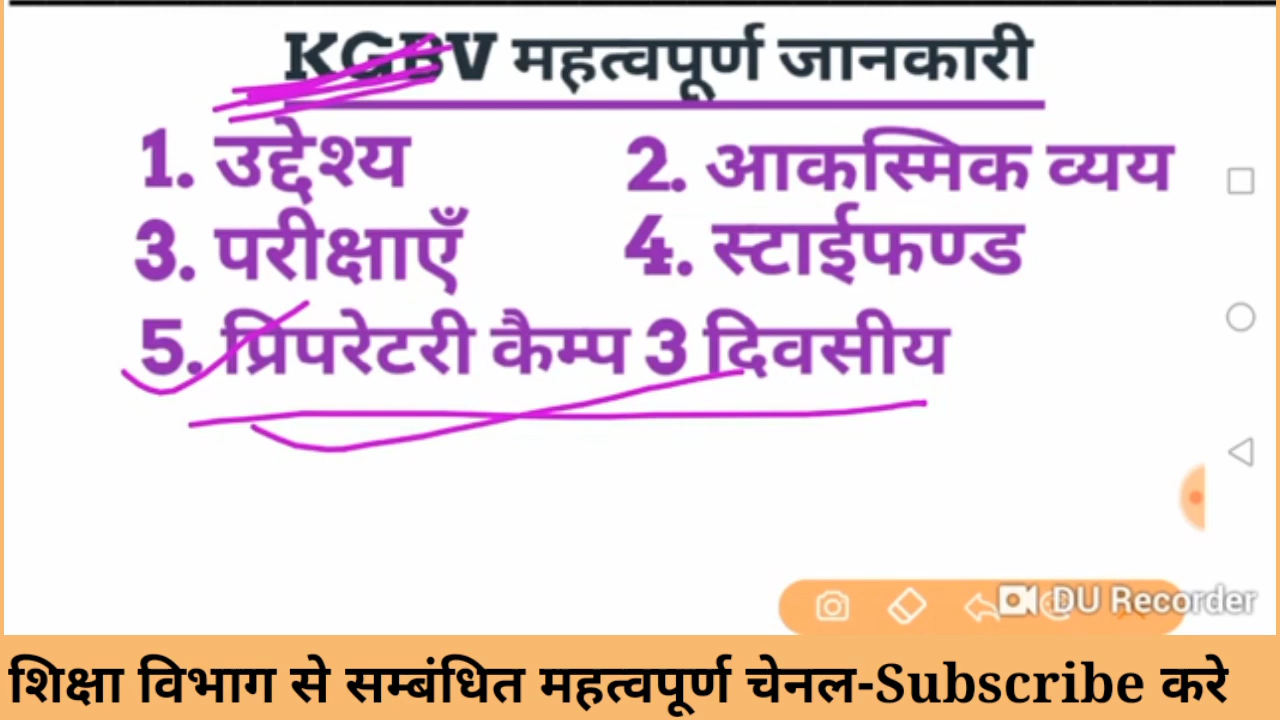 KGBV महत्वपूर्ण जानकारी
1. उद्देश्य 2. आकस्मिक व्यय
3. परीक्षाएँ 4. स्टाईफण्ड
5. प्रिपरेटरी कैम्प 3 दिवसीय
DU Recorder
शिक्षा विभाग से सम्बंधित महत्वपूर्ण चेनल-Subscribe करे